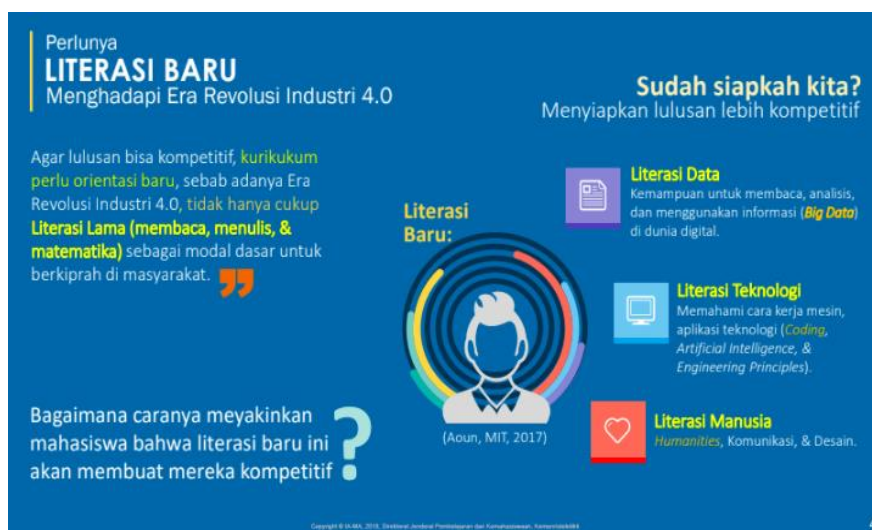 Perlunya
LITERASI BARU
Menghadapi Era Revolusi Industri 4.0
Agar lulusan bisa kompetitif, kurikukum
perlu orientasi baru, sebab adanya Era
Revolusi Industri 4.0, tidak hanya cukup
Literasi Lama (membaca, menulis, &
matematika) sebagai modal dasar untuk
berkiprah di masyarakat. ”
Bagaimana caranya meyakinkan
mahasiswa bahwa literasi baru ini
akan membuat mereka kompetitif ?
Sudah siapkah kita?
Menyiapkan lulusan lebih kompetitif
Literasi
Baru:
(Aoun, MIT, 2017)
Literasi Data
Kemampuan untuk membaca, analisis,
dan menggunakan informasi (Big Data)
di dunia digital.
Literasi Teknologi
Memahami cara kerja mesin,
aplikasi teknologi (Coding,
Artificial Intelligence, &
Engineering Principles).
Literasi Manusia
Humanities, Komunikasi, & Desain.
Direktorat Jenderal Pembelajaran dan Kemahasiswaan,